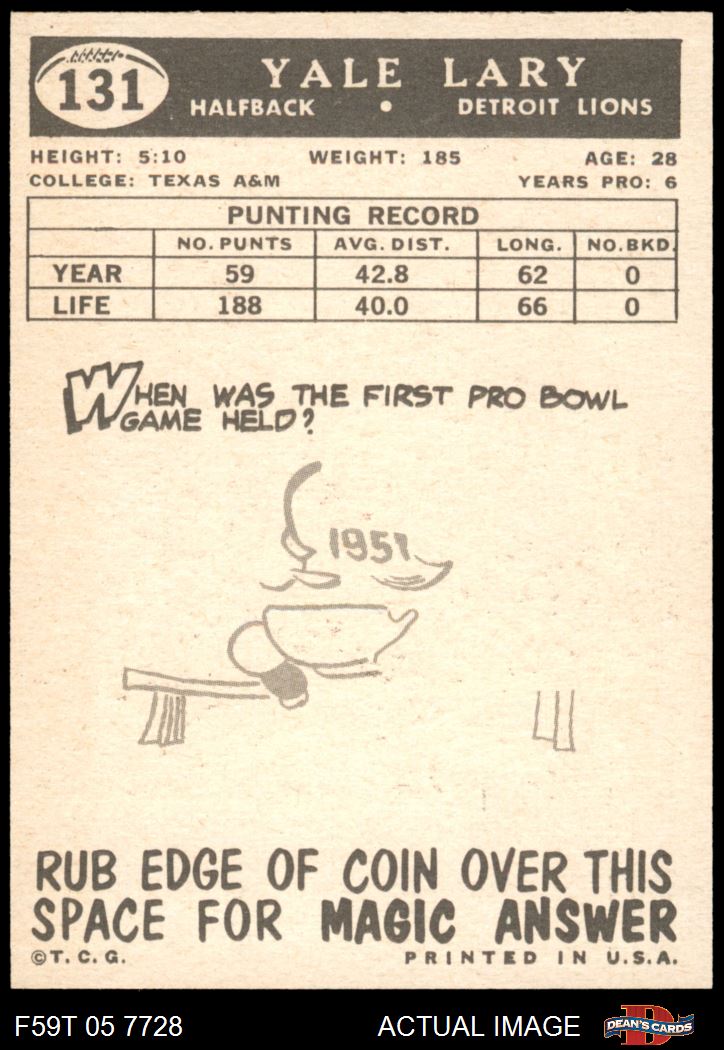 131
YALE LARY
HALFBACK • DETROIT LIONS
HEIGHT: 5:10 WEIGHT: 185 AGE: 28
COLLEGE: TEXAS A&M YEARS PRO: 6
PUNTING RECORD
NO. PUNTS AVG. DIST. LONG. NO. BKD.
YEAR 59 42.8 62 0
LIFE 188 40.0 66 0
WHEN WAS THE FIRST PRO BOWL
GAME HELD?
1951
RUB EDGE OF COIN OVER THIS
SPACE FOR MAGIC ANSWER
©T. C. G. PRINTED IN U.S.A.
F59T 05 7728 ACTUAL IMAGE DEAN'S CARDS